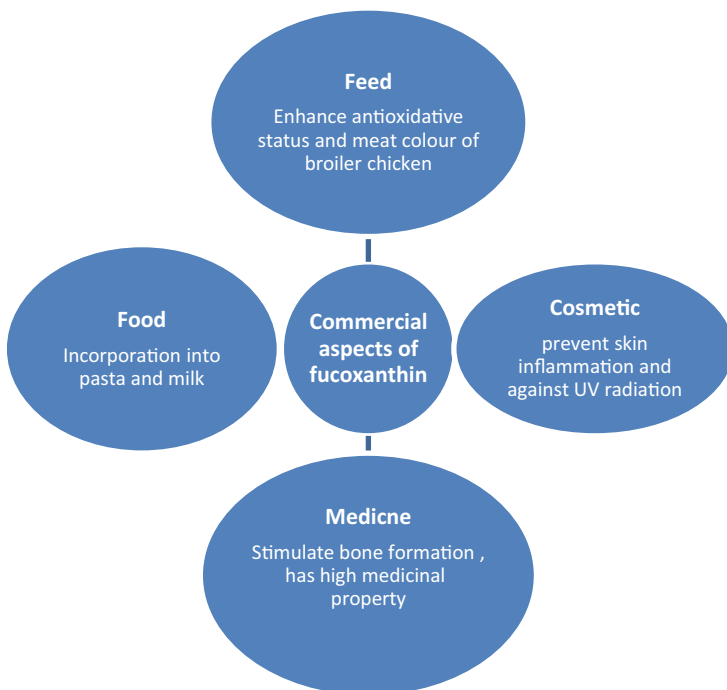 Feed
Enhance antioxidative
status and meat colour of
broiler chicken
Food
Incorporation into
pasta and milk
Commercial
aspects of
fucoxanthin
Cosmetic
prevent skin
inflammation and
against UV radiation
Medicne
Stimulate bone formation ,
has high medicinal
property